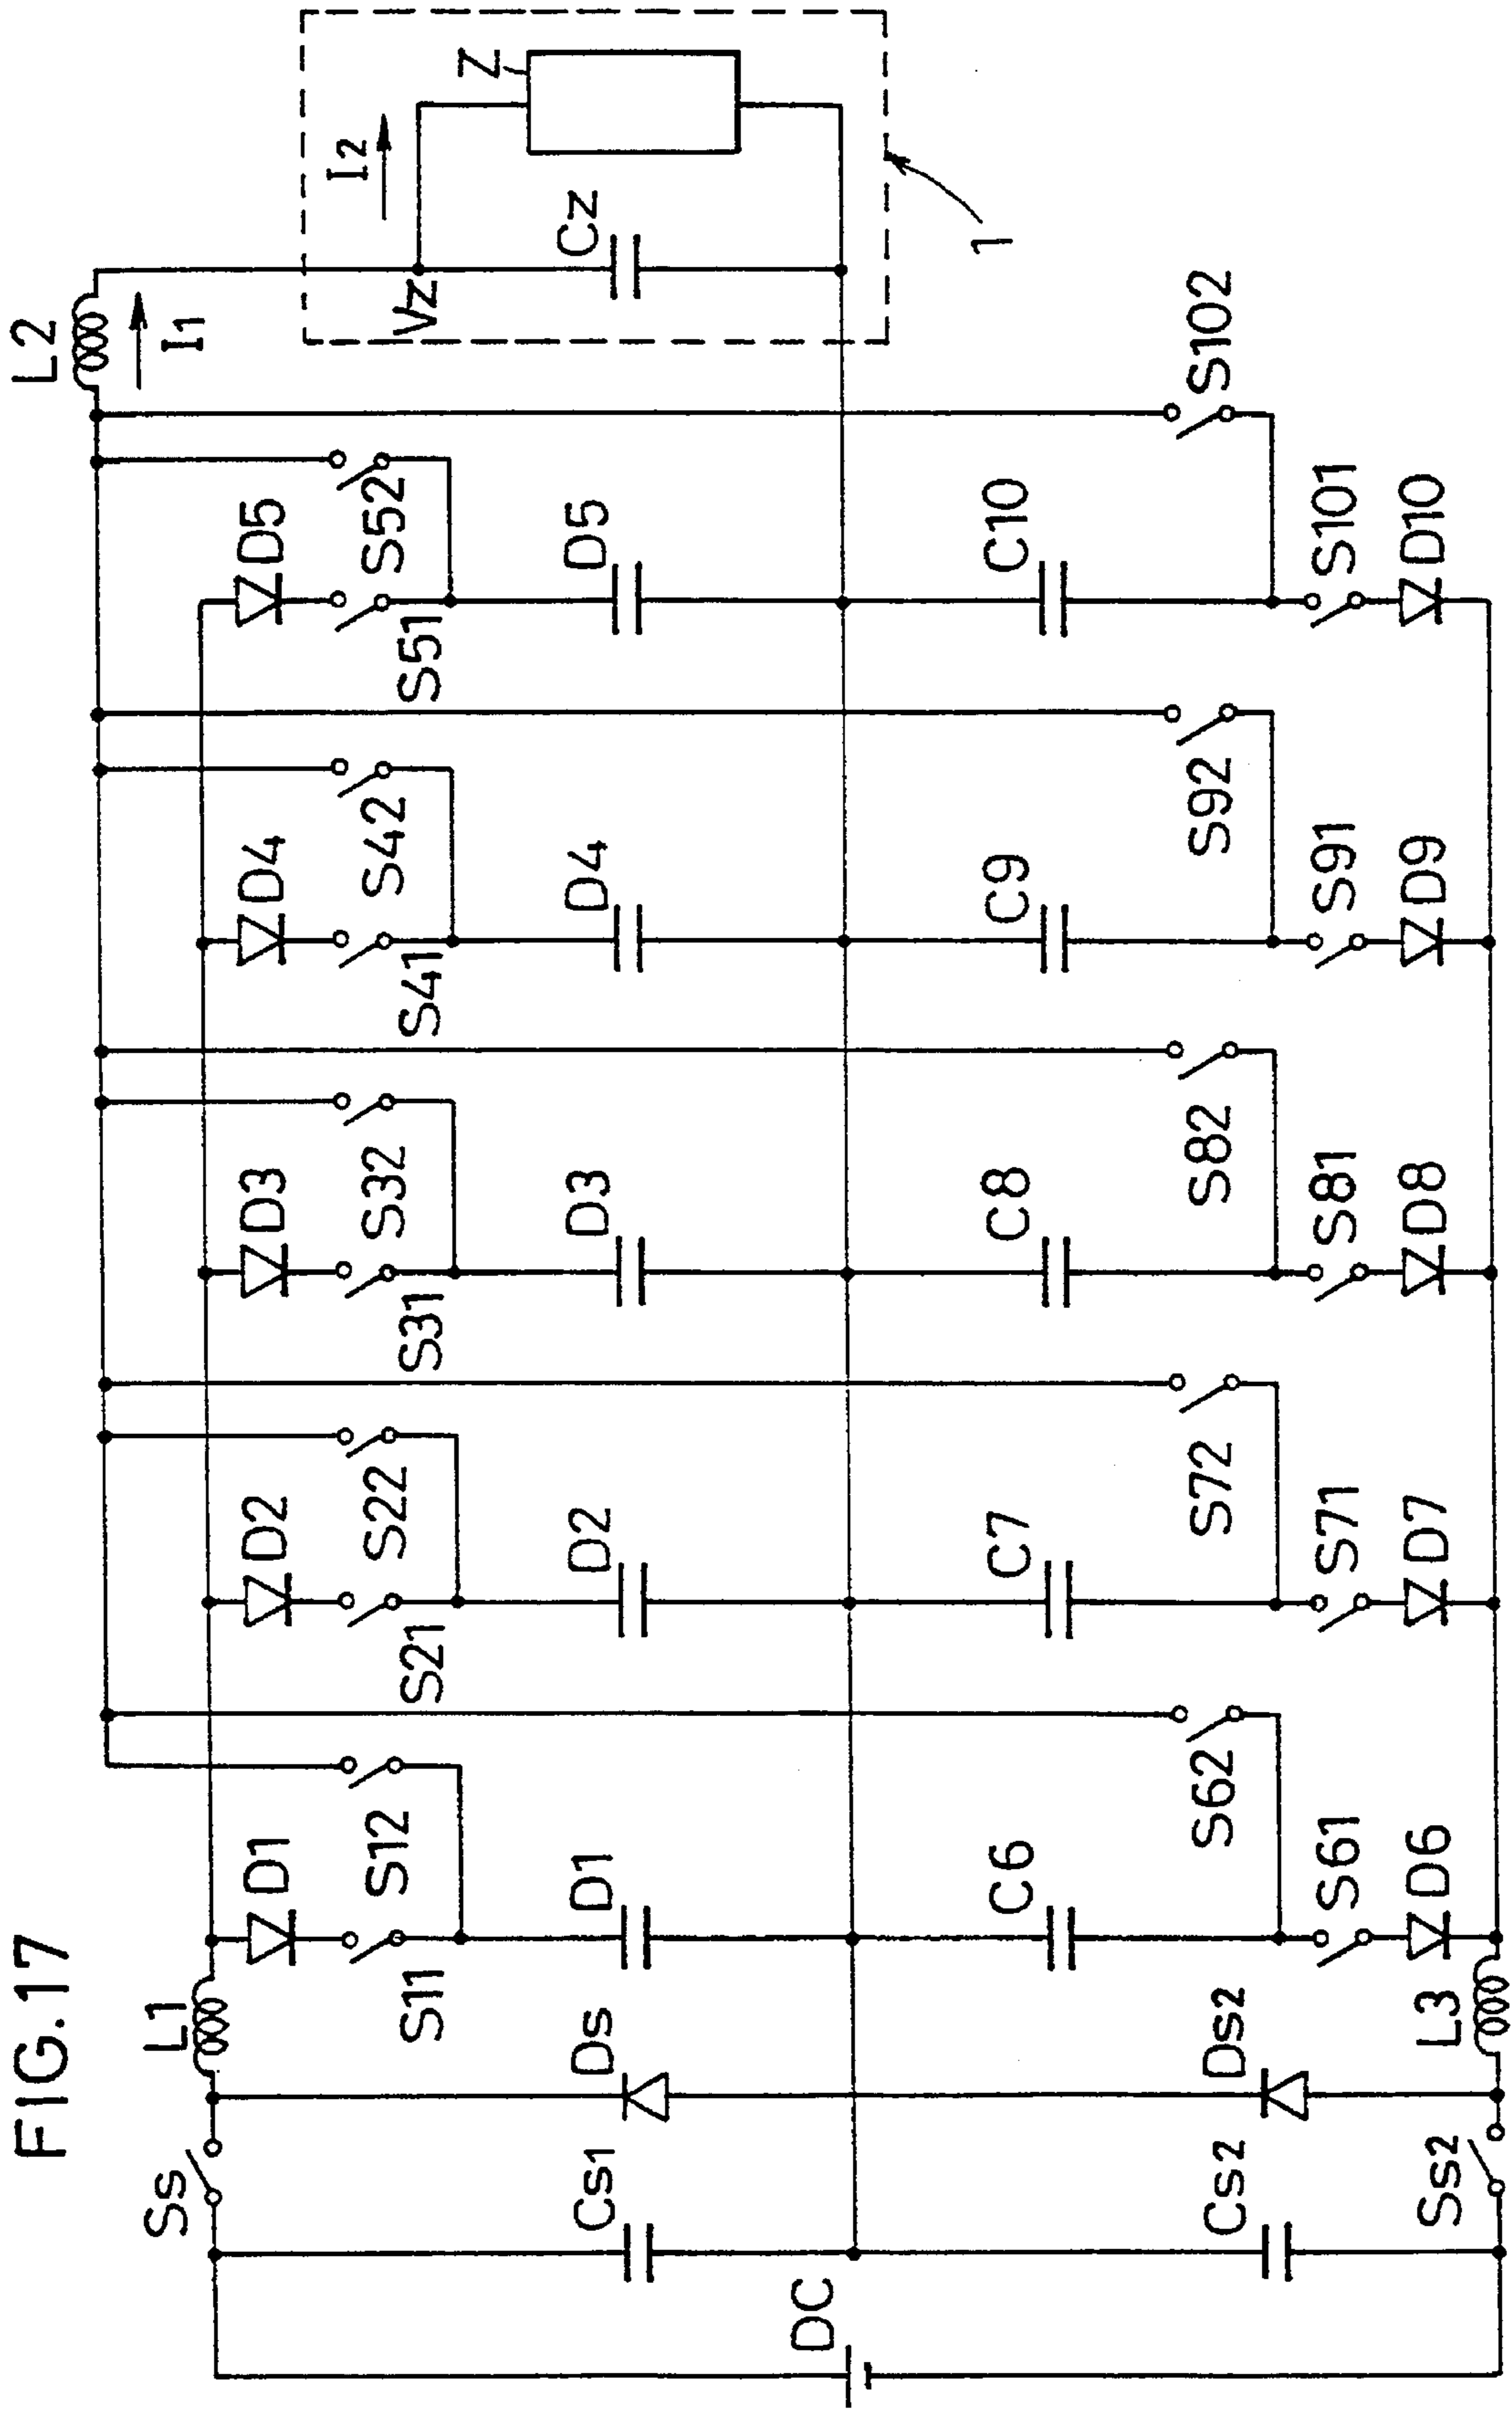 FIG.17
L2
I1
I2
Z
Vz
Cz
1
Ss
L1
D1
D2
D3
D4
D5
S11
S12
S21
S22
S31
S32
S41
S42
S51
S52
DC
Cs1
Ds
D1
D2
D3
D4
D5
Cs2
Ds2
C6
C7
C8
C9
C10
S62
S72
S82
S92
S102
S61
S71
S81
S91
S101
Ss2
L3
D6
D7
D8
D9
D10